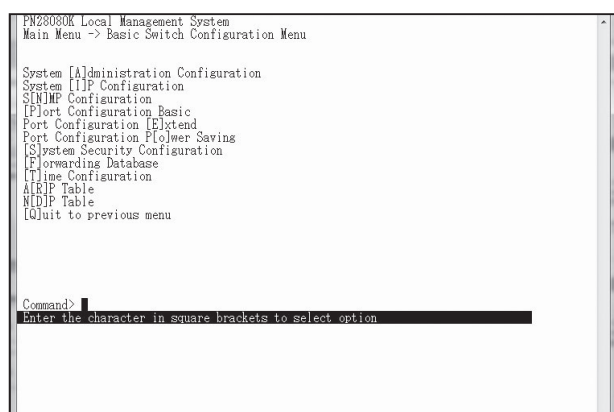 PN28080K Local Management System
Main Menu -> Basic Switch Configuration Menu
System [A]dministration Configuration
System [I]P Configuration
S[N]MP Configuration
[P]ort Configuration Basic
Port Configuration [E]xtend
Port Configuration P[o]wer Saving
[S]ystem Security Configuration
[F]orwarding Database
[T]ime Configuration
A[R]P Table
N[D]P Table
[Q]uit to previous menu
Command>
Enter the character in square brackets to select option